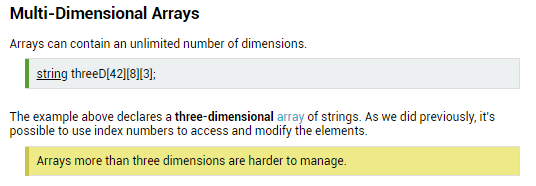 Multi-Dimensional Arrays
Arrays can contain an unlimited number of dimensions.
string threeD[42][8][3];
The example above declares a three-dimensional array of strings. As we did previously, it's
possible to use index numbers to access and modify the elements.
Arrays more than three dimensions are harder to manage.